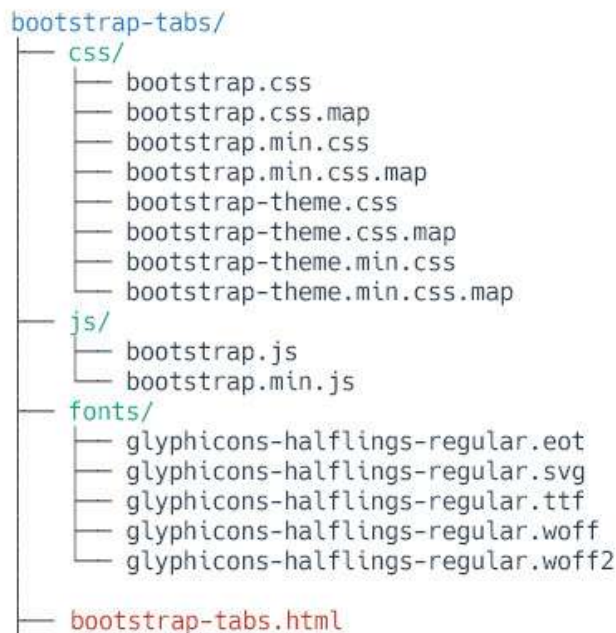 bootstrap-tabs/
css/
bootstrap.css
bootstrap.css.map
bootstrap.min.css
bootstrap.min.css.map
bootstrap-theme.css
bootstrap-theme.css.map
bootstrap-theme.min.css
bootstrap-theme.min.css.map
js/
bootstrap.js
bootstrap.min.js
fonts/
glyphicons-halflings-regular.eot
glyphicons-halflings-regular.svg
glyphicons-halflings-regular.ttf
glyphicons-halflings-regular.woff
glyphicons-halflings-regular.woff2
bootstrap-tabs.html